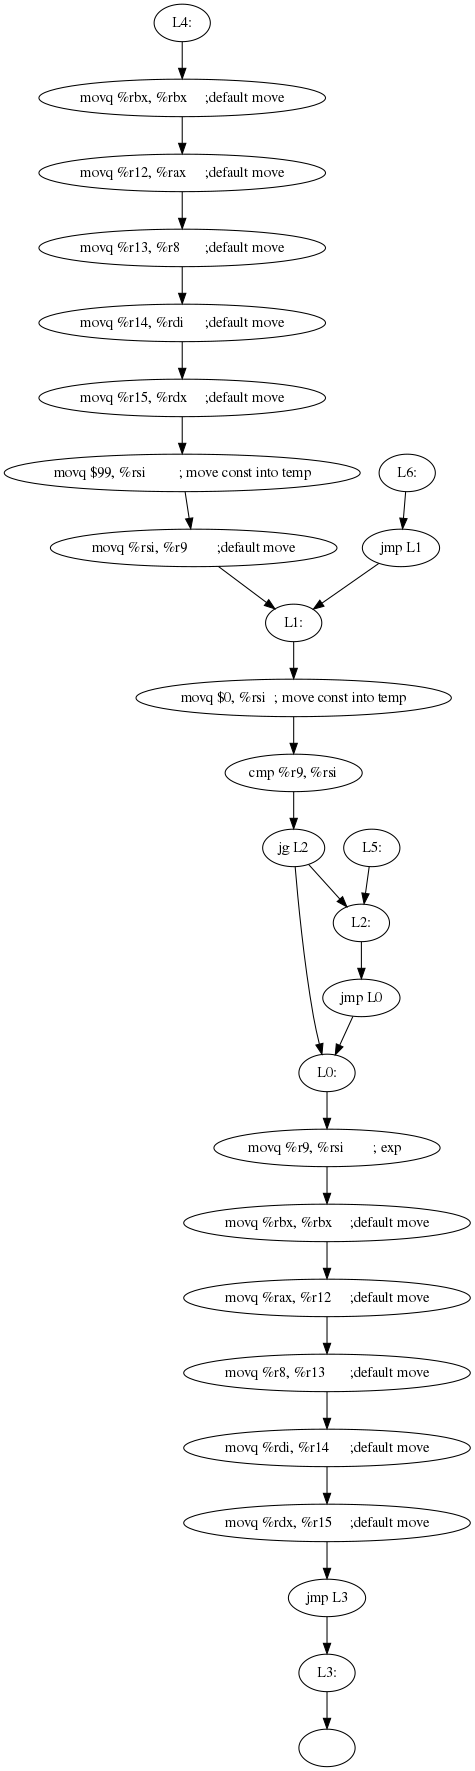 L4:
movq %rbx, %rbx ;default move
movq %r12, %rax ;default move
movq %r13, %r8 ;default move
movq %r14, %rdi ;default move
movq %r15, %rdx ;default move
movq $99, %rsi ; move const into temp
L6:
movq %rsi, %r9 ;default move
jmp L1
L1:
movq $0, %rsi ; move const into temp
cmp %r9, %rsi
jg L2
L5:
L2:
jmp L0
L0:
movq %r9, %rsi ; exp
movq %rbx, %rbx ;default move
movq %rax, %r12 ;default move
movq %r8, %r13 ;default move
movq %rdi, %r14 ;default move
movq %rdx, %r15 ;default move
jmp L3
L3: